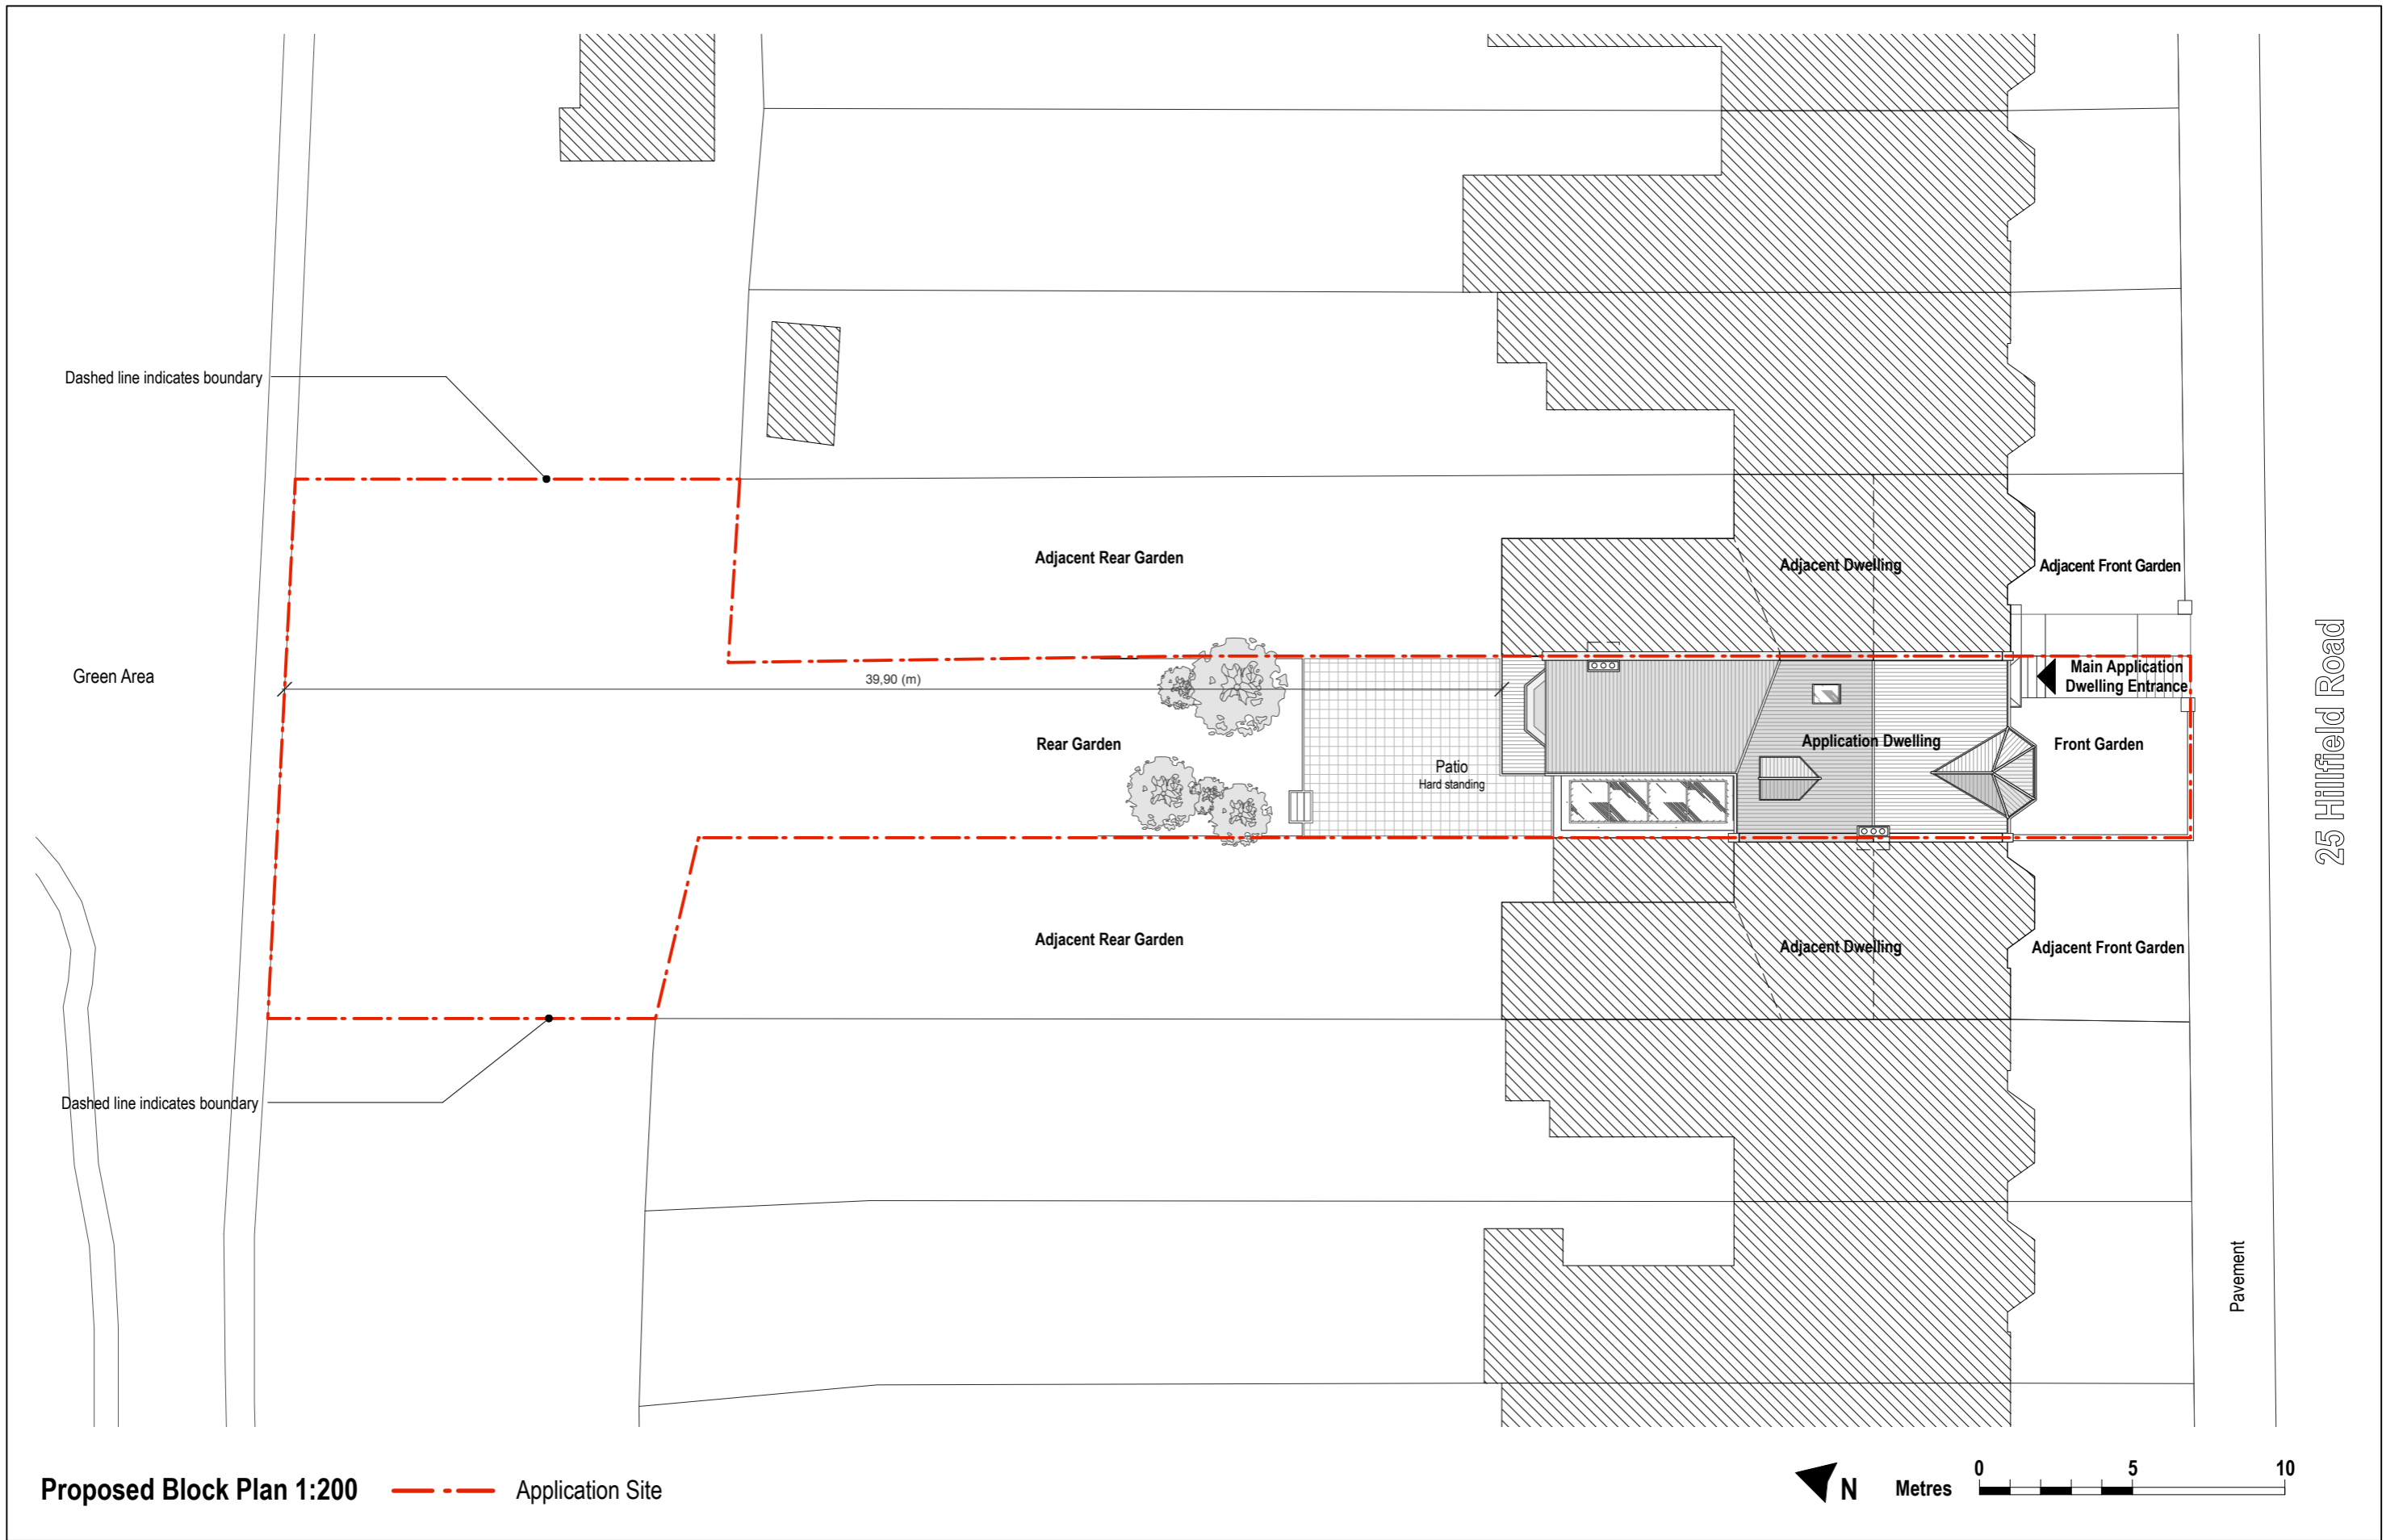 Dashed line indicates boundary
Adjacent Rear Garden
Adjacent Dwelling
Adjacent Front Garden
Green Area
39,90 (m)
Main Application
Dwelling Entrance
Rear Garden
Patio
Hard standing
Application Dwelling
Front Garden
25 Hillfield Road
Adjacent Rear Garden
Adjacent Dwelling
Adjacent Front Garden
Dashed line indicates boundary
Pavement
Proposed Block Plan 1:200
Application Site
N
Metres
0
5
10